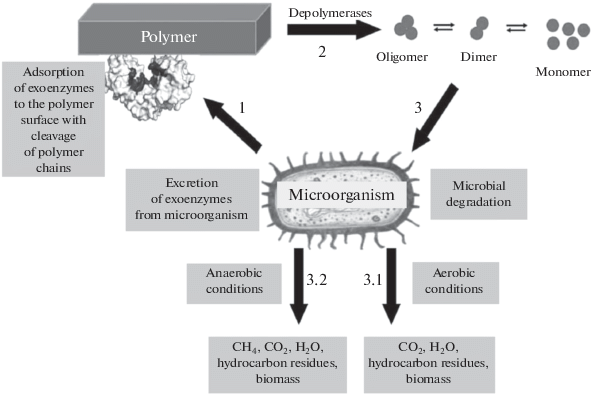 Polymer
Depolymerases
2
Oligomer
Dimer
Monomer
Adsorption
of exoenzymes
to the polymer
surface with
cleavage
of polymer
chains
1
3
Excretion
of exoenzymes
from microorganism
Microorganism
Microbial
degradation
Anaerobic
conditions
3.2
3.1
Aerobic
conditions
CH₄, CO₂, H₂O,
hydrocarbon residues,
biomass
CO₂, H₂O,
hydrocarbon residues,
biomass